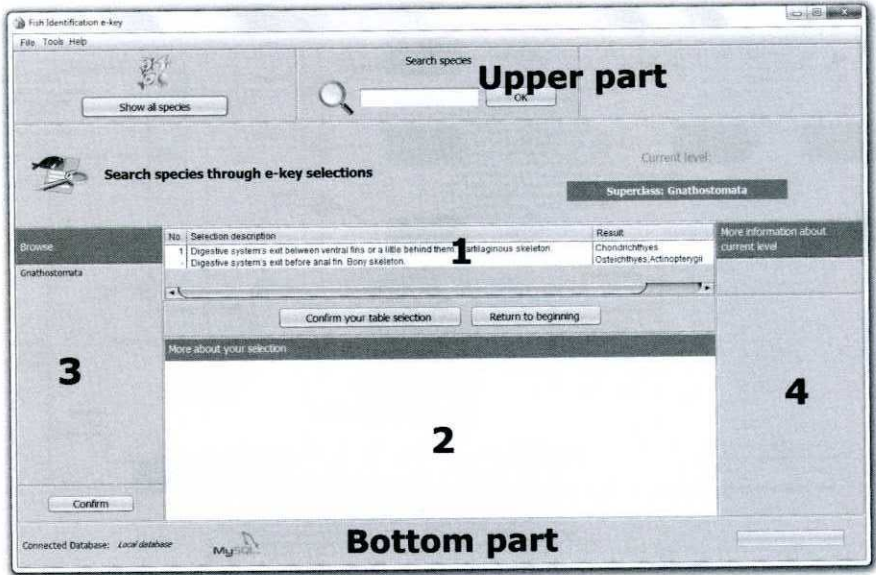 Fish Identification e-key
File Tools Help
Show all species
Search species
OK
Upper part
Search species through e-key selections
Current level
Superclass: Gnathostomata
Browse
Gnathostomata
3
Confirm
No. Selection description Result
1 Digestive system's exit between ventral fins or a little behind them. Cartilaginous skeleton. Chondrichthyes
- Digestive system's exit before anal fin. Bony skeleton. Osteichthyes;Actinopterygii
1
Confirm your table selection Return to beginning
More about your selection
2
More information about
current level
4
Connected Database: Local database
MySQL
Bottom part